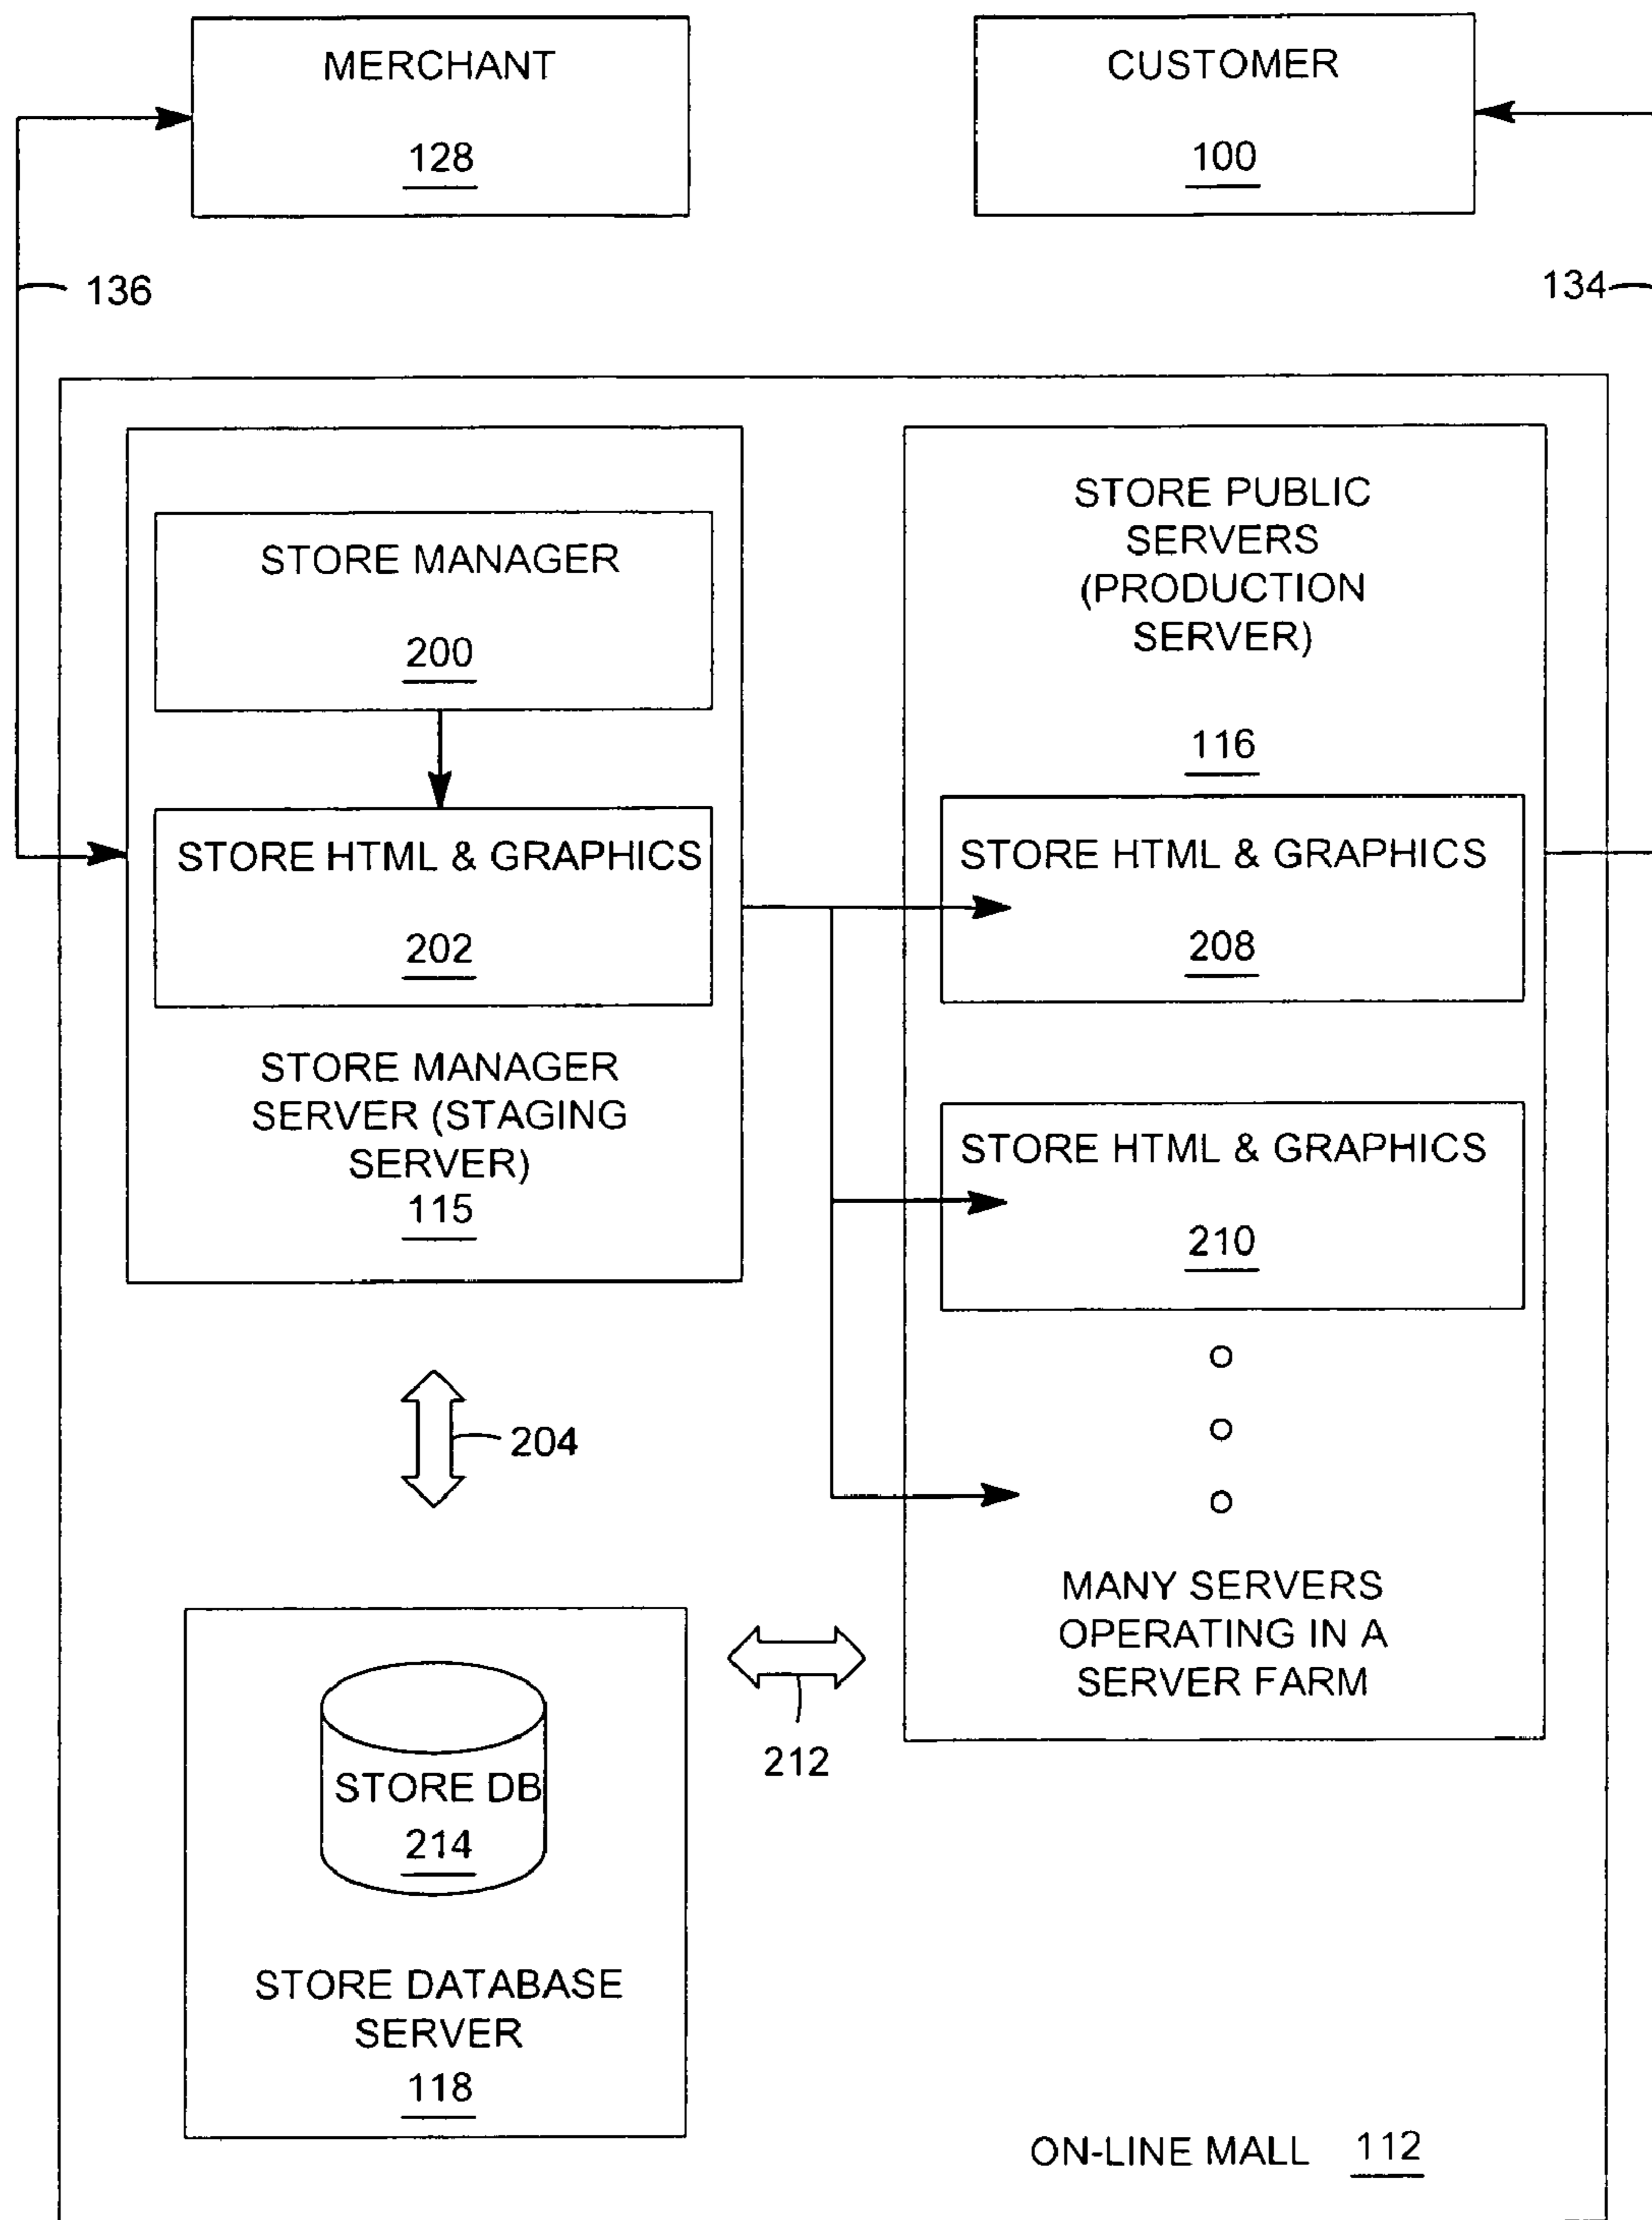 MERCHANT
128
CUSTOMER
100
136
134
STORE MANAGER
200
STORE HTML & GRAPHICS
202
STORE MANAGER
SERVER (STAGING
SERVER)
115
STORE PUBLIC
SERVERS
(PRODUCTION
SERVER)
116
STORE HTML & GRAPHICS
208
STORE HTML & GRAPHICS
210
MANY SERVERS
OPERATING IN A
SERVER FARM
204
212
STORE DB
214
STORE DATABASE
SERVER
118
ON-LINE MALL 112